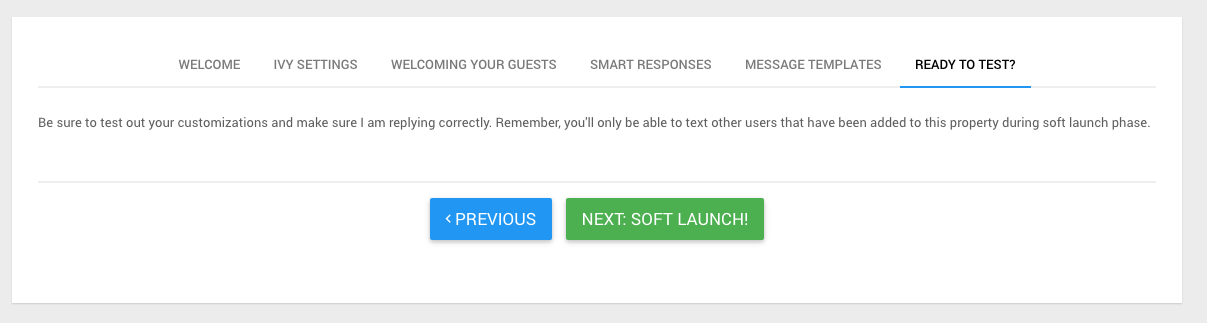 WELCOME IVY SETTINGS WELCOMING YOUR GUESTS SMART RESPONSES MESSAGE TEMPLATES READY TO TEST?
Be sure to test out your customizations and make sure I am replying correctly. Remember, you'll only be able to text other users that have been added to this property during soft launch phase.
‹ PREVIOUS NEXT: SOFT LAUNCH!